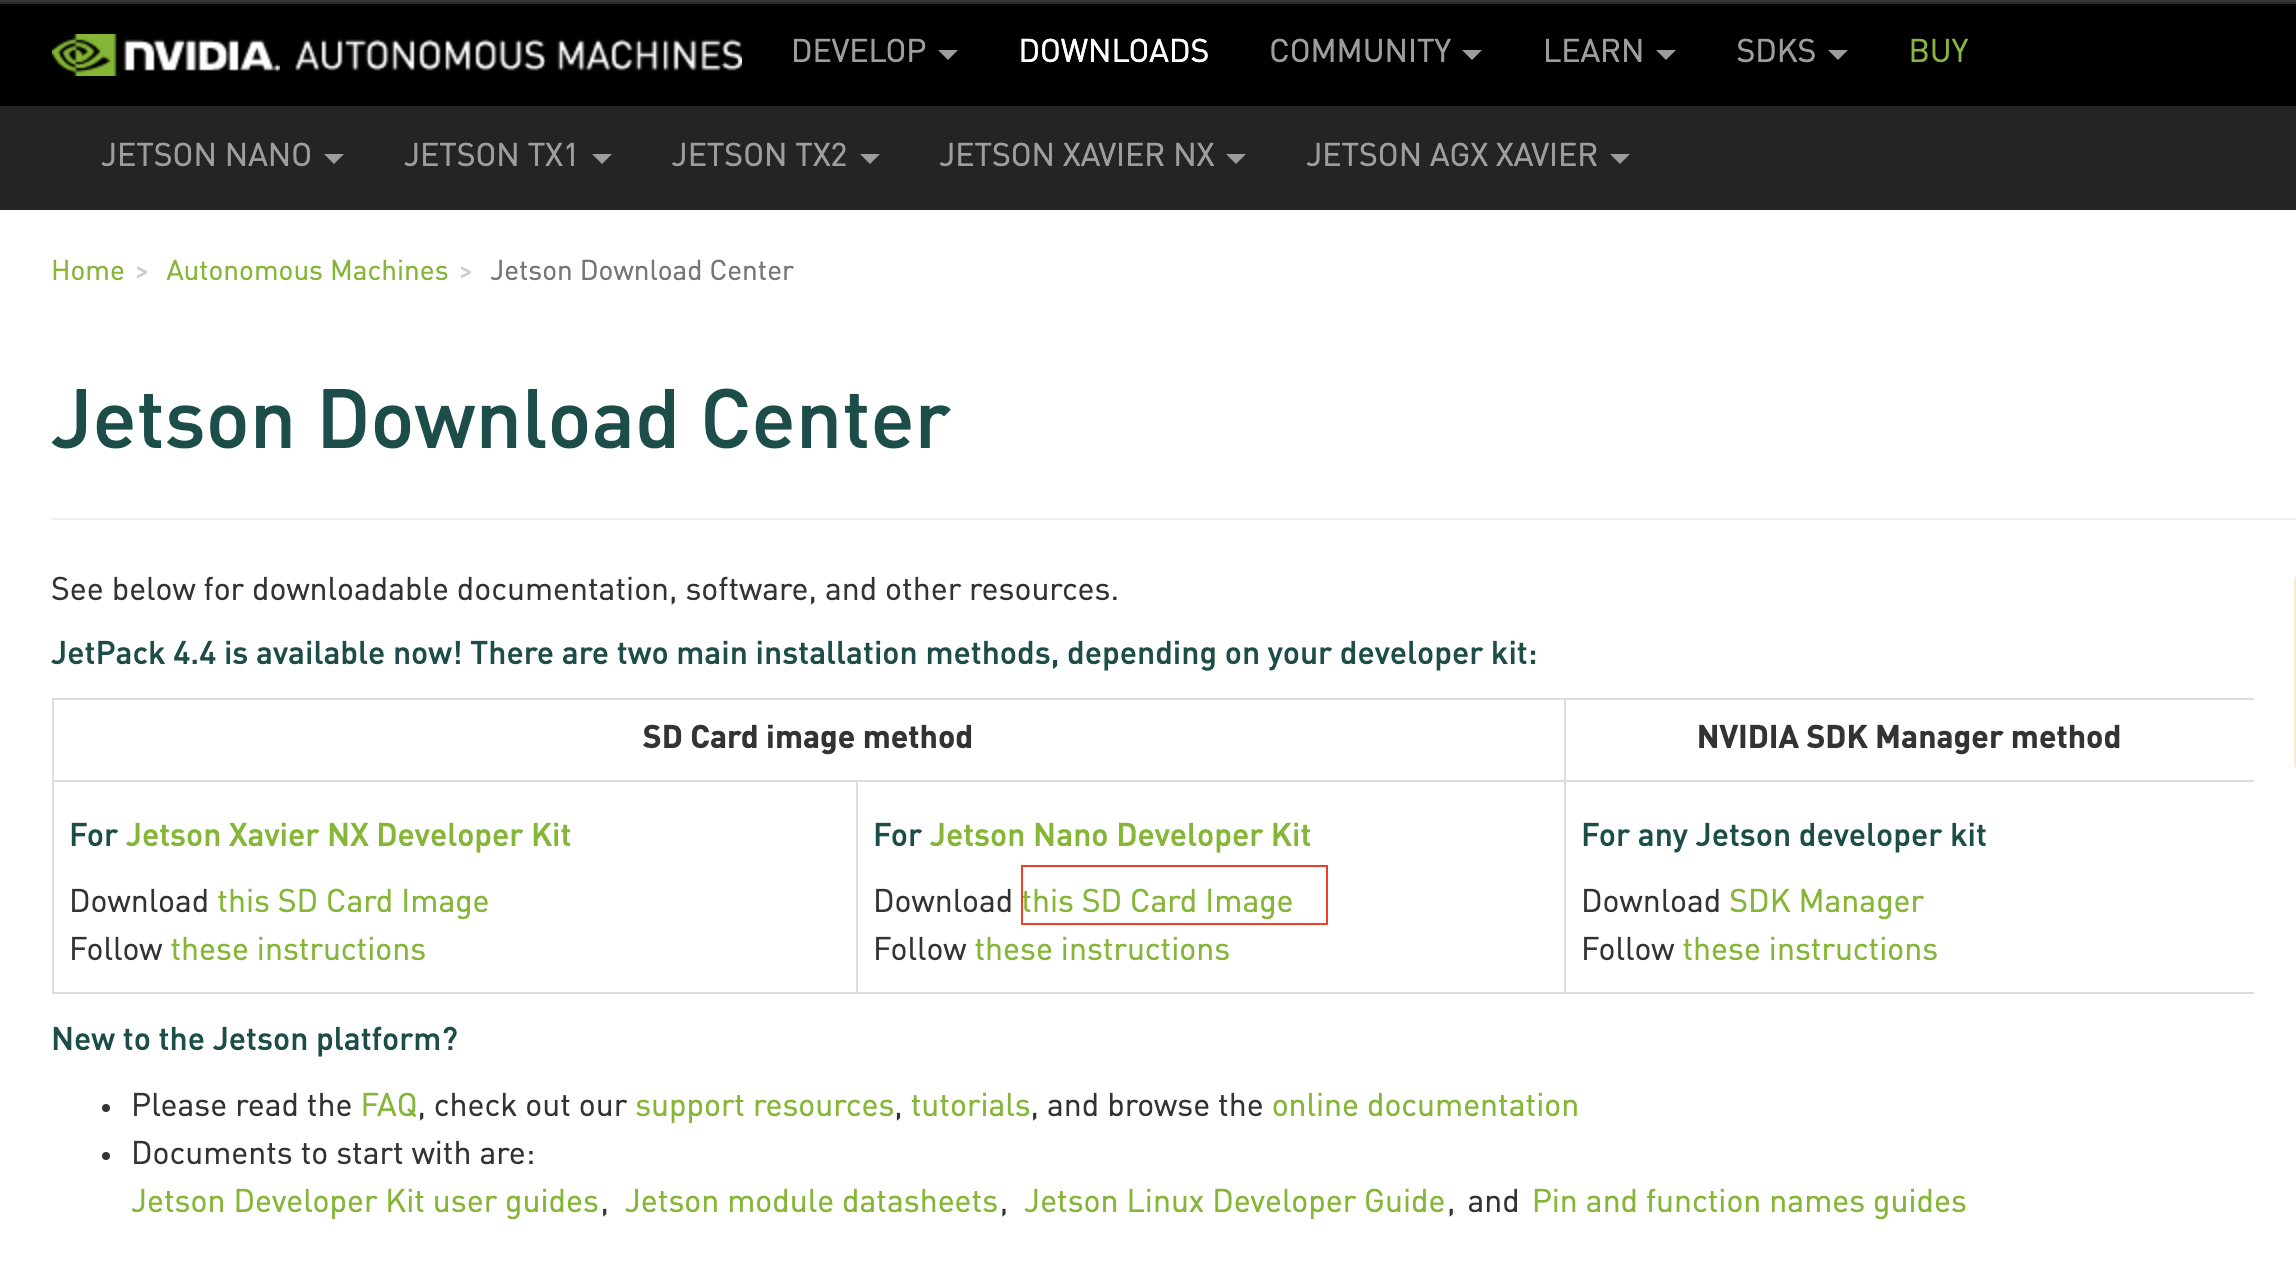 NVIDIA. AUTONOMOUS MACHINES DEVELOP DOWNLOADS COMMUNITY LEARN SDKS BUY
JETSON NANO JETSON TX1 JETSON TX2 JETSON XAVIER NX JETSON AGX XAVIER
Home > Autonomous Machines > Jetson Download Center
Jetson Download Center
See below for downloadable documentation, software, and other resources.
JetPack 4.4 is available now! There are two main installation methods, depending on your developer kit:
SD Card image method
NVIDIA SDK Manager method
For Jetson Xavier NX Developer Kit
Download this SD Card Image
Follow these instructions
For Jetson Nano Developer Kit
Download this SD Card Image
Follow these instructions
For any Jetson developer kit
Download SDK Manager
Follow these instructions
New to the Jetson platform?
• Please read the FAQ, check out our support resources, tutorials, and browse the online documentation
• Documents to start with are:
Jetson Developer Kit user guides, Jetson module datasheets, Jetson Linux Developer Guide, and Pin and function names guides